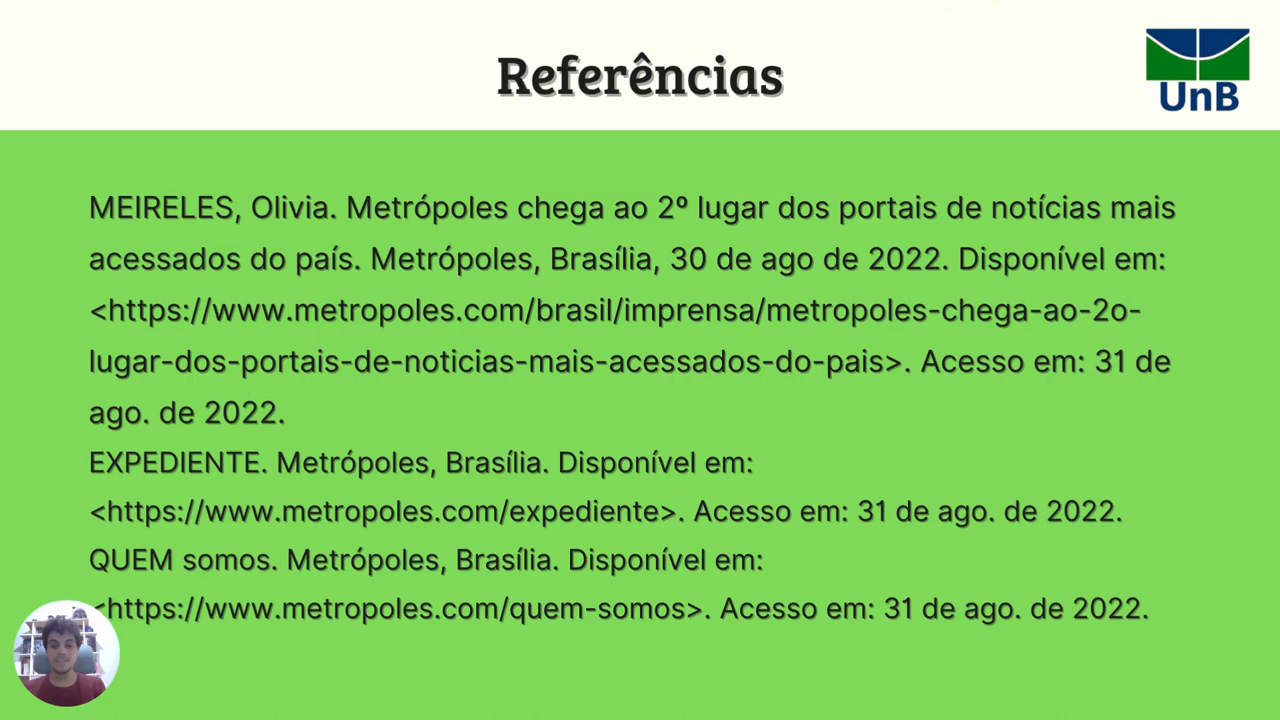 Referências
UnB
MEIRELES, Olivia. Metrópoles chega ao 2º lugar dos portais de notícias mais
acessados do país. Metrópoles, Brasília, 30 de ago de 2022. Disponível em:
<https://www.metropoles.com/brasil/imprensa/metropoles-chega-ao-2o-
lugar-dos-portais-de-noticias-mais-acessados-do-pais>. Acesso em: 31 de
ago. de 2022.
EXPEDIENTE. Metrópoles, Brasília. Disponível em:
<https://www.metropoles.com/expediente>. Acesso em: 31 de ago. de 2022.
QUEM somos. Metrópoles, Brasília. Disponível em:
<https://www.metropoles.com/quem-somos>. Acesso em: 31 de ago. de 2022.